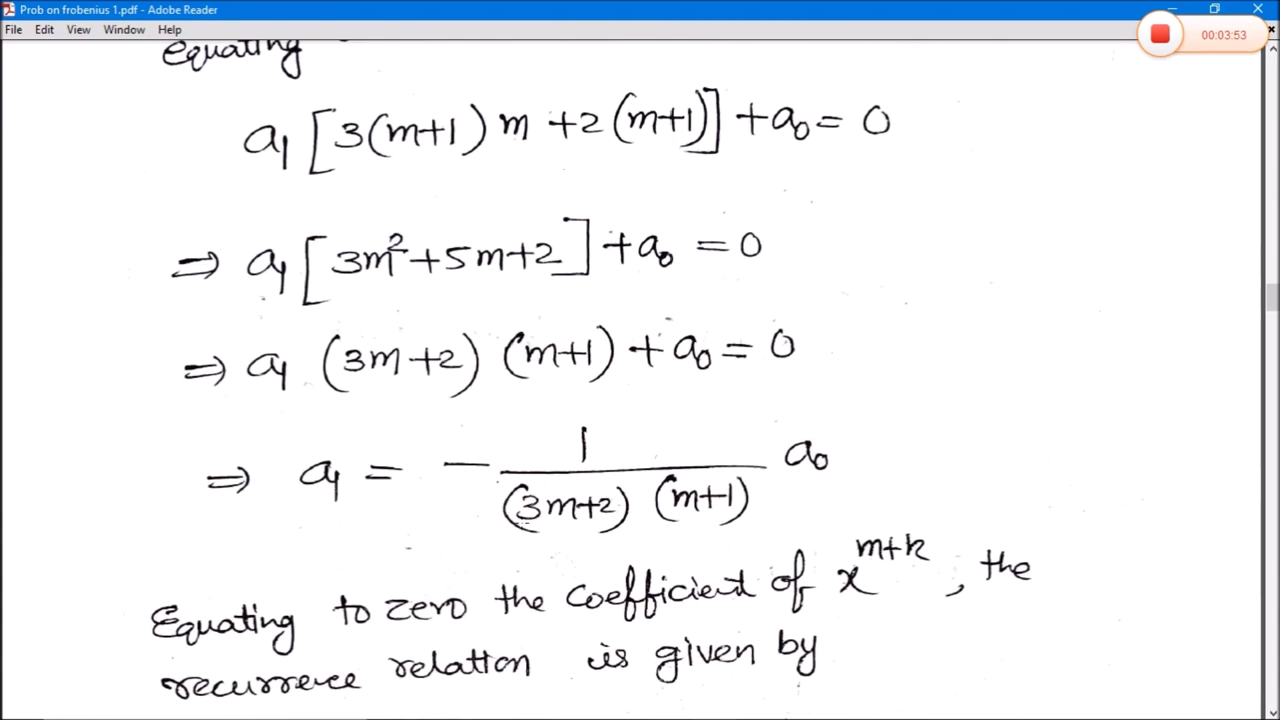 Prob on frobenius 1.pdf - Adobe Reader
File Edit View Window Help
00:03:53
Equating
a₁ [3(m+1) m +2 (m+1)] +a₀ = 0
⇒ a₁ [3m²+5m+2] +a₀ = 0
⇒ a₁ (3m+2) (m+1) + a₀ = 0
⇒ a₁ = - 1/((3m+2) (m+1)) a₀
Equating to zero the coefficient of x^(m+k), the
recurrence relation is given by